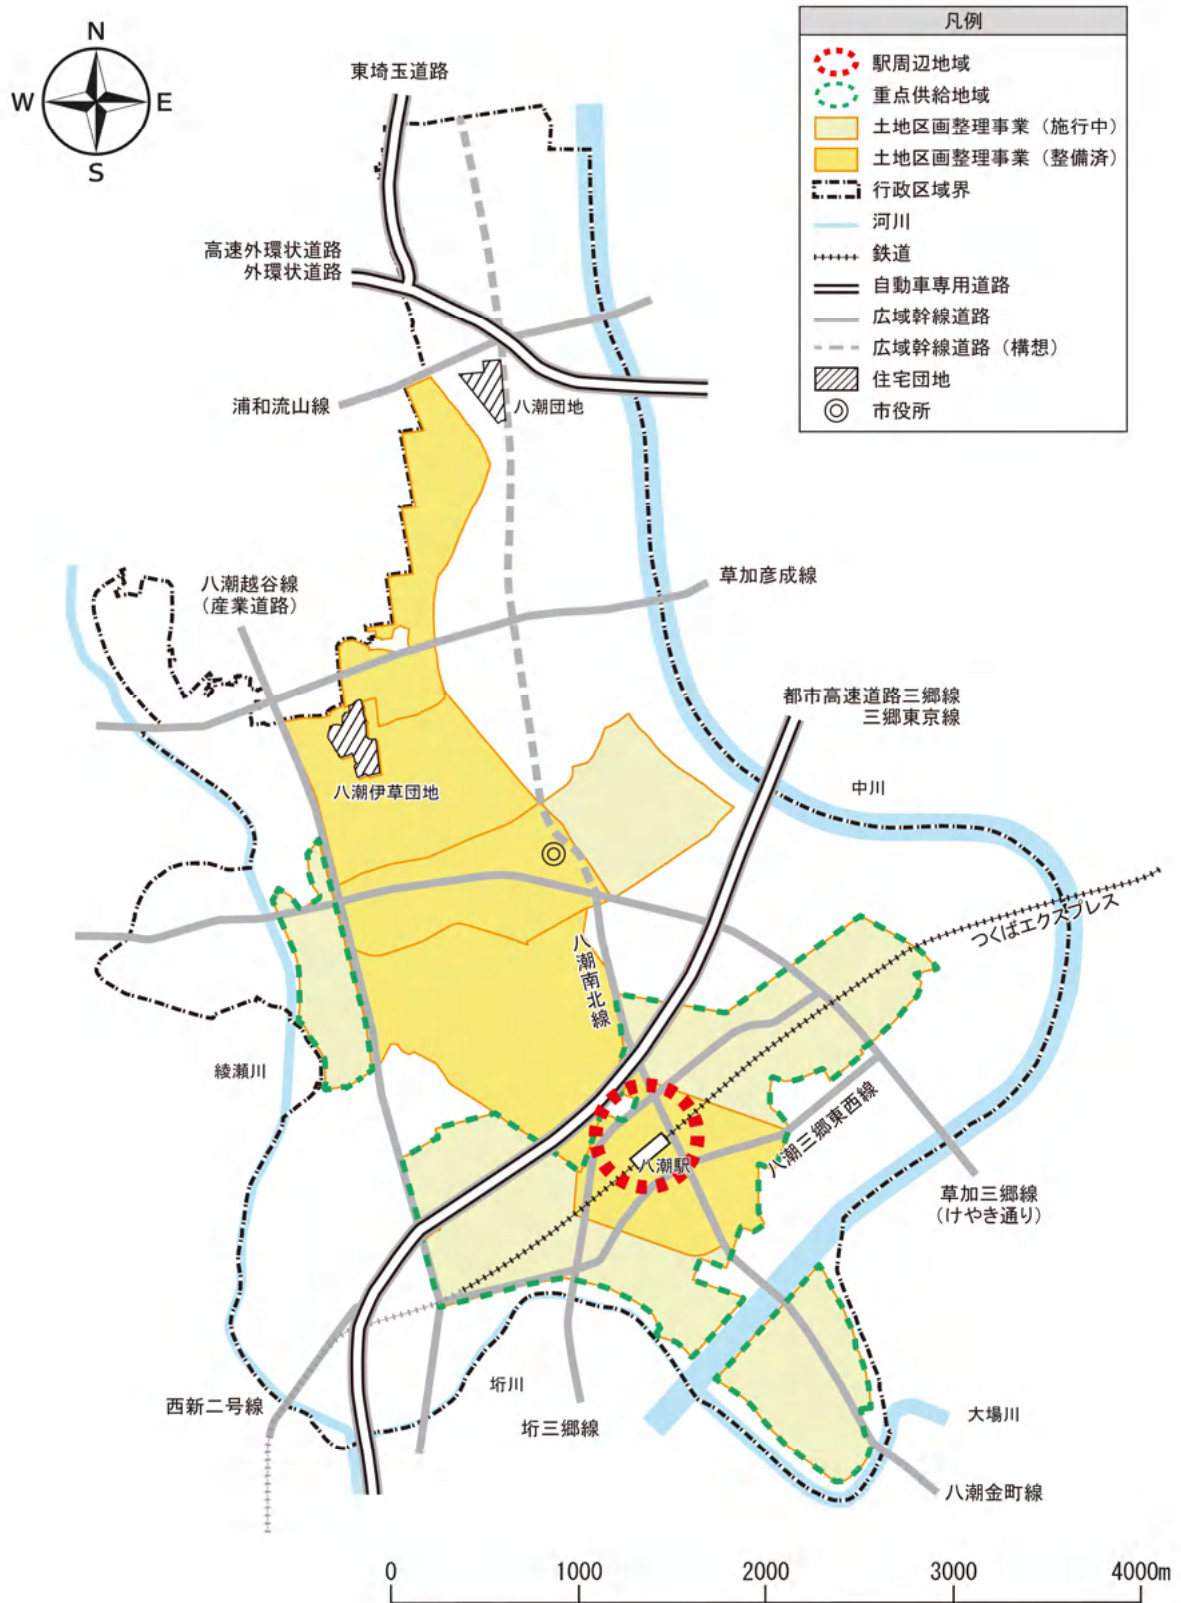 N
W
E
S
凡例
駅周辺地域
重点供給地域
土地区画整理事業（施行中）
土地区画整理事業（整備済）
行政区域界
河川
鉄道
自動車専用道路
広域幹線道路
広域幹線道路（構想）
住宅団地
市役所
東埼玉道路
高速外環状道路
外環状道路
浦和流山線
八潮団地
八潮越谷線
（産業道路）
草加彦成線
都市高速道路三郷線
三郷東京線
八潮伊草団地
中川
つくばエクスプレス
八潮南北線
綾瀬川
八潮三郷東西線
八潮駅
草加三郷線
（けやき通り）
西新二号線
垳川
垳三郷線
大場川
八潮金町線
0
1000
2000
3000
4000m